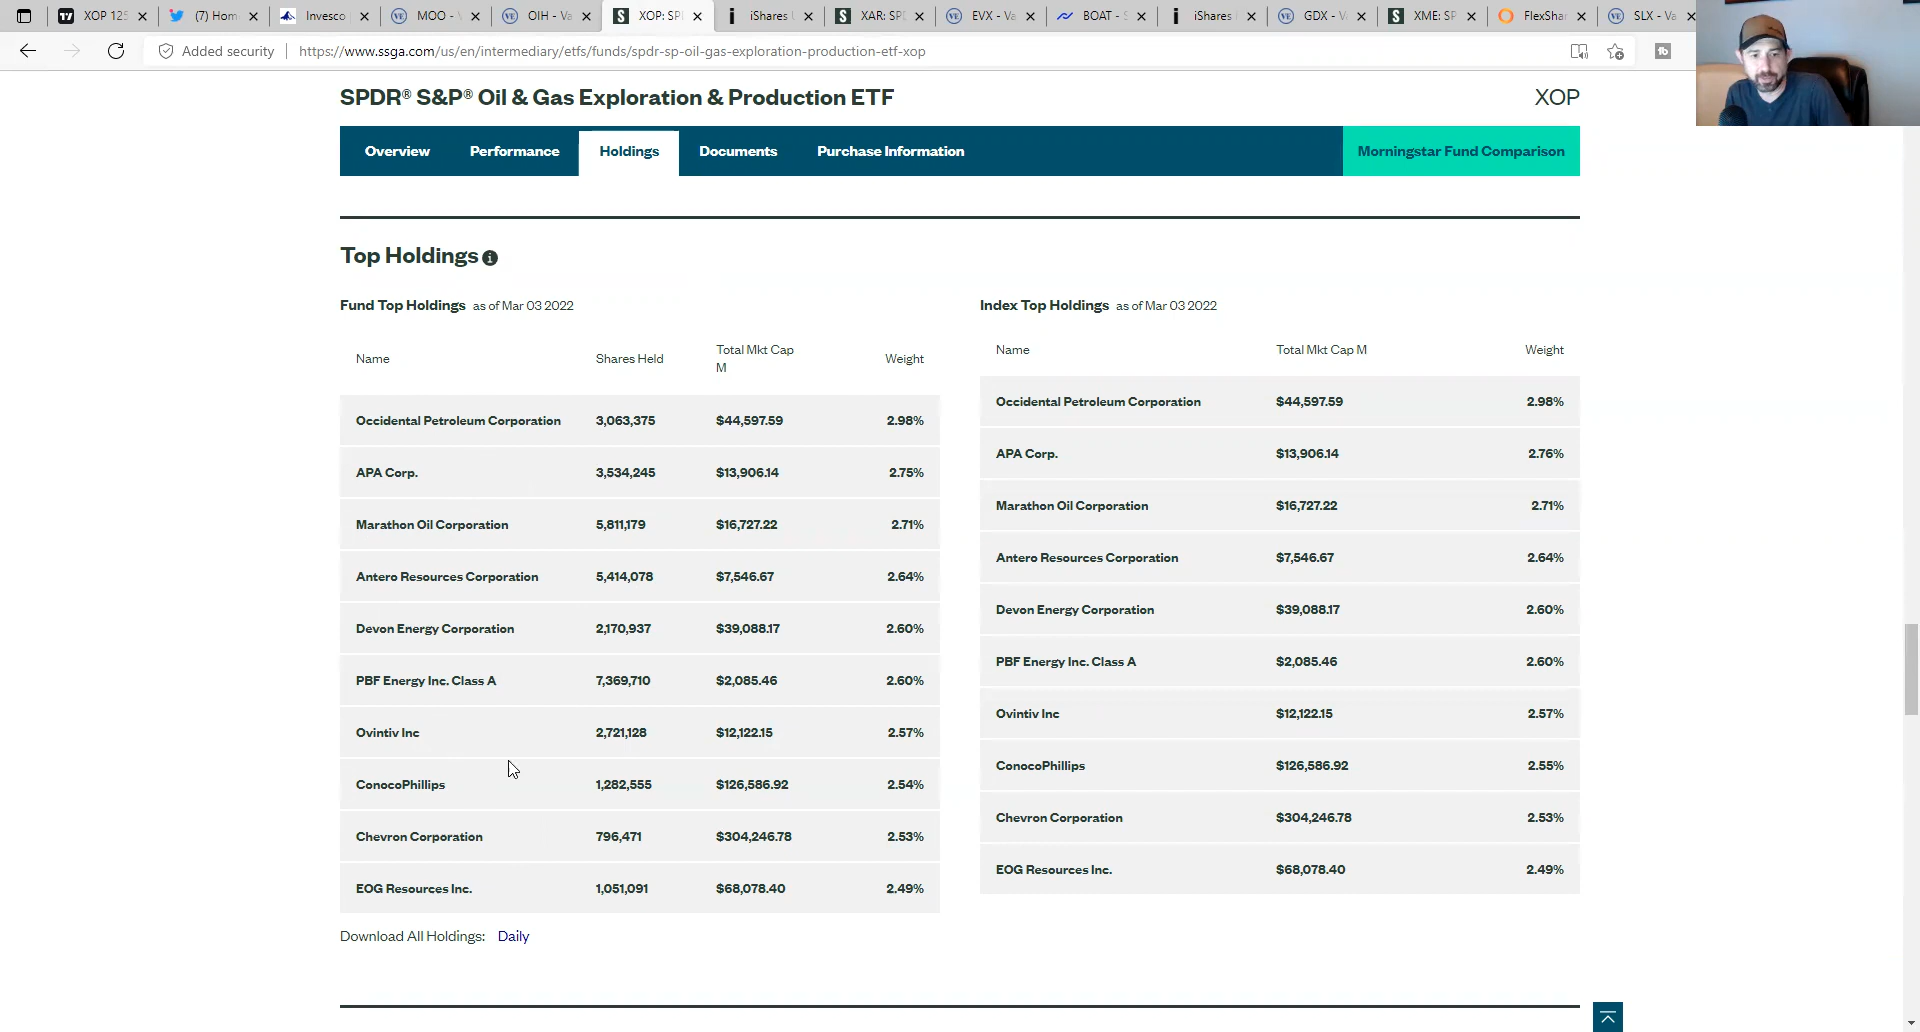 XOP 125
(7) Hom
Invesco
MOO -
OIH - Va
XOP: SP
iShares
XAR: SP
EVX - Va
BOAT - S
iShares
GDX - V
XME: SP
FlexShar
SLX - Va
Added security
https://www.ssga.com/us/en/intermediary/etfs/funds/spdr-sp-oil-gas-exploration-production-etf-xop
SPDR® S&P® Oil & Gas Exploration & Production ETF
XOP
Overview
Performance
Holdings
Documents
Purchase Information
Morningstar Fund Comparison
Top Holdings
Fund Top Holdings as of Mar 03 2022
Name Shares Held Total Mkt Cap M Weight
Occidental Petroleum Corporation 3,063,375 $44,597.59 2.98%
APA Corp. 3,534,245 $13,906.14 2.75%
Marathon Oil Corporation 5,811,179 $16,727.22 2.71%
Antero Resources Corporation 5,414,078 $7,546.67 2.64%
Devon Energy Corporation 2,170,937 $39,088.17 2.60%
PBF Energy Inc. Class A 7,369,710 $2,085.46 2.60%
Ovintiv Inc 2,721,128 $12,122.15 2.57%
ConocoPhillips 1,282,555 $126,586.92 2.54%
Chevron Corporation 796,471 $304,246.78 2.53%
EOG Resources Inc. 1,051,091 $68,078.40 2.49%
Download All Holdings: Daily
Index Top Holdings as of Mar 03 2022
Name Total Mkt Cap M Weight
Occidental Petroleum Corporation $44,597.59 2.98%
APA Corp. $13,906.14 2.76%
Marathon Oil Corporation $16,727.22 2.71%
Antero Resources Corporation $7,546.67 2.64%
Devon Energy Corporation $39,088.17 2.60%
PBF Energy Inc. Class A $2,085.46 2.60%
Ovintiv Inc $12,122.15 2.57%
ConocoPhillips $126,586.92 2.55%
Chevron Corporation $304,246.78 2.53%
EOG Resources Inc. $68,078.40 2.49%